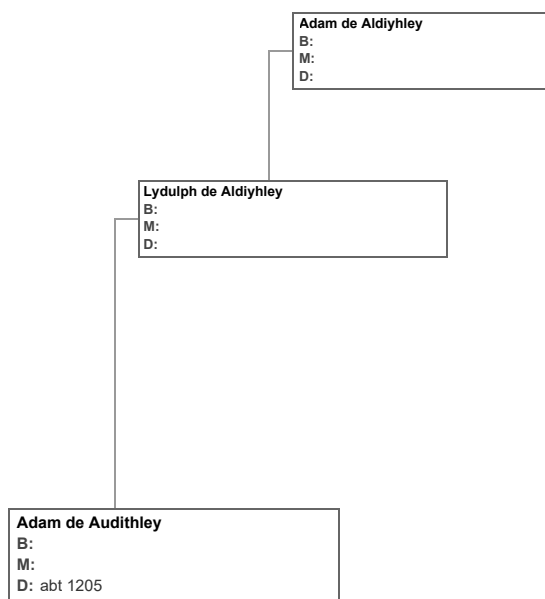 Adam de Aldiyhley
B:
M:
D:
Lydulph de Aldiyhley
B:
M:
D:
Adam de Audithley
B:
M:
D: abt 1205